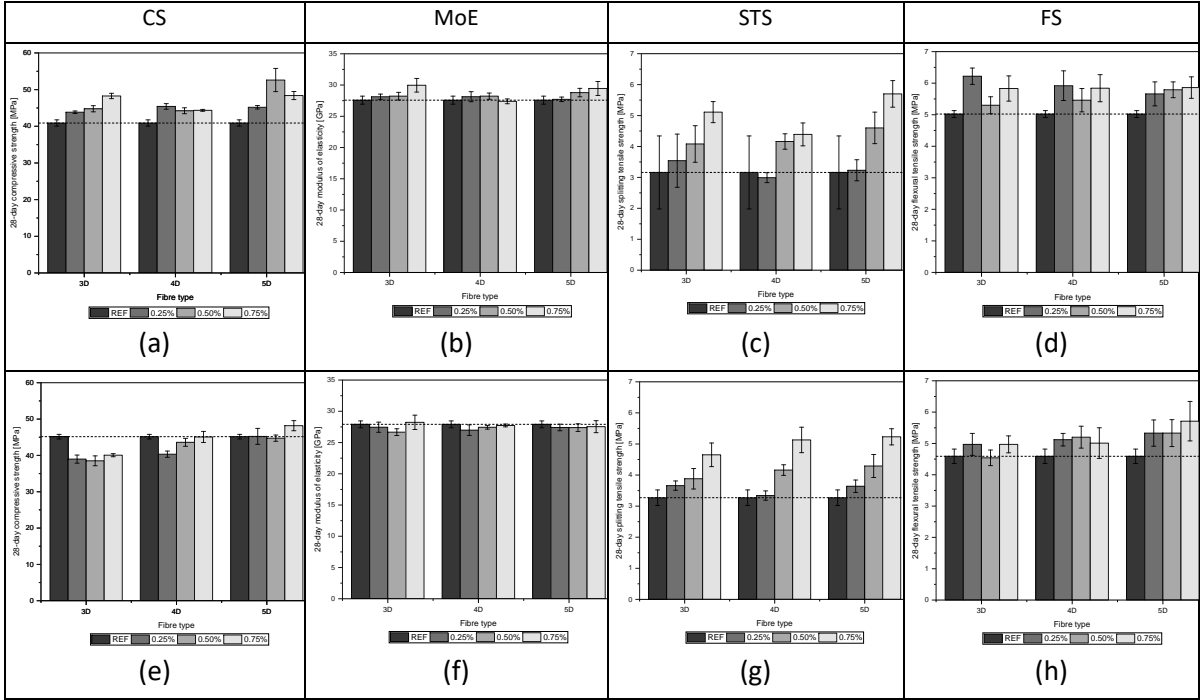 CS
MoE
STS
FS
28-day compressive strength [MPa]
60
50
40
30
20
10
0
3D
4D
5D
Fibre type
REF 0.25% 0.50% 0.75%
(a)
28-day modulus of elasticity [GPa]
35
30
25
20
15
10
5
0
3D
4D
5D
Fibre type
REF 0.25% 0.50% 0.75%
(b)
28-day splitting tensile strength [MPa]
7
6
5
4
3
2
1
0
3D
4D
5D
Fibre type
REF 0.25% 0.50% 0.75%
(c)
28-day flexural tensile strength [MPa]
7
6
5
4
3
2
1
0
3D
4D
5D
Fibre type
REF 0.25% 0.50% 0.75%
(d)
28-day compressive strength [MPa]
60
50
40
30
20
10
0
3D
4D
5D
Fibre type
REF 0.25% 0.50% 0.75%
(e)
28-day modulus of elasticity [GPa]
35
30
25
20
15
10
5
0
3D
4D
5D
Fibre type
REF 0.25% 0.50% 0.75%
(f)
28-day splitting tensile strength [MPa]
7
6
5
4
3
2
1
0
3D
4D
5D
Fibre type
REF 0.25% 0.50% 0.75%
(g)
28-day flexural tensile strength [MPa]
7
6
5
4
3
2
1
0
3D
4D
5D
Fibre type
REF 0.25% 0.50% 0.75%
(h)